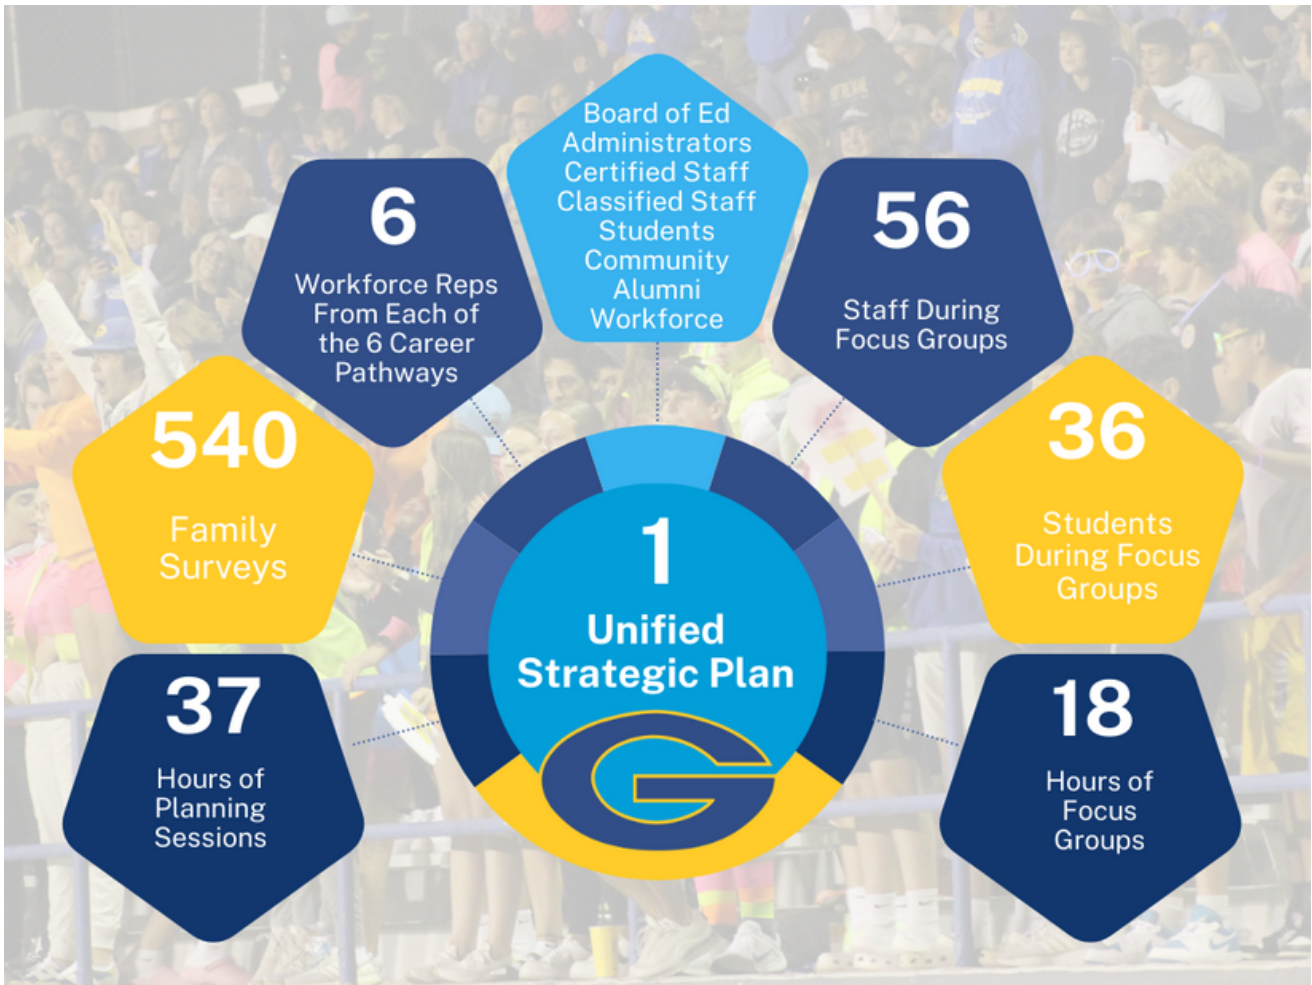 Board of Ed
Administrators
Certified Staff
Classified Staff
Students
Community
Alumni
Workforce
6
Workforce Reps
From Each of
the 6 Career
Pathways
56
Staff During
Focus Groups
540
Family
Surveys
36
Students
During Focus
Groups
37
Hours of
Planning
Sessions
18
Hours of
Focus
Groups
1
Unified
Strategic Plan
G